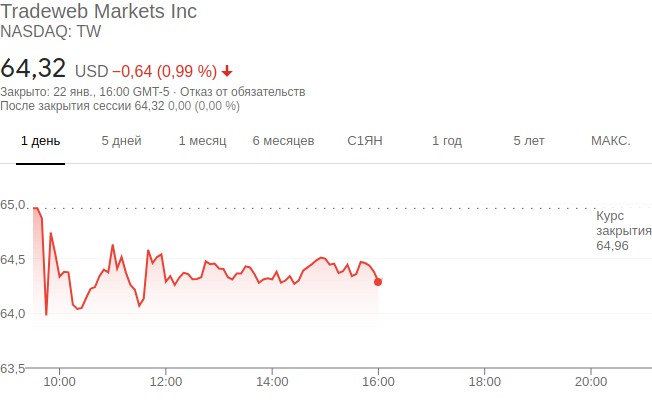 Tradeweb Markets Inc
NASDAQ: TW
64,32 USD −0,64 (0,99 %)
Закрыто: 22 янв., 16:00 GMT-5 · Отказ от обязательств
После закрытия сессии 64,32 0,00 (0,00 %)
1 день 5 дней 1 месяц 6 месяцев С1ЯН 1 год 5 лет МАКС.
65,0
Курс
закрытия
64,96
64,5
64,0
63,5
10:00 12:00 14:00 16:00 18:00 20:00